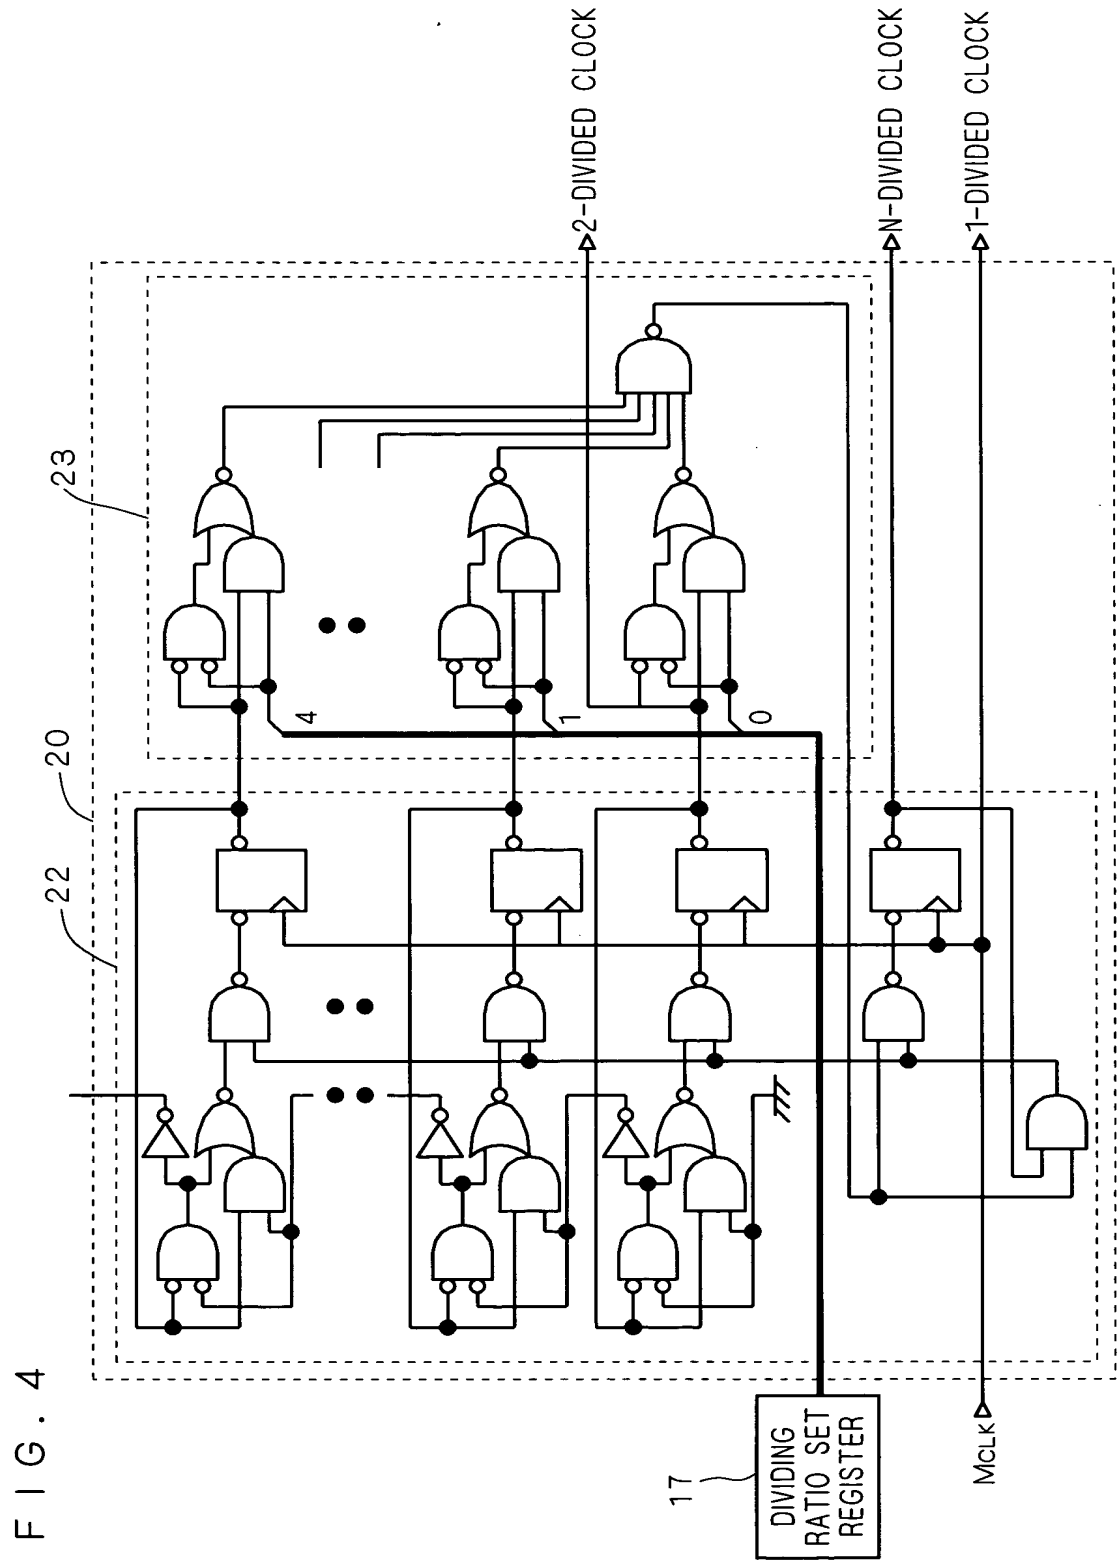 FIG. 4
22
20
23
4
1
0
17
DIVIDING
RATIO SET
REGISTER
MCLK
2-DIVIDED CLOCK
N-DIVIDED CLOCK
1-DIVIDED CLOCK